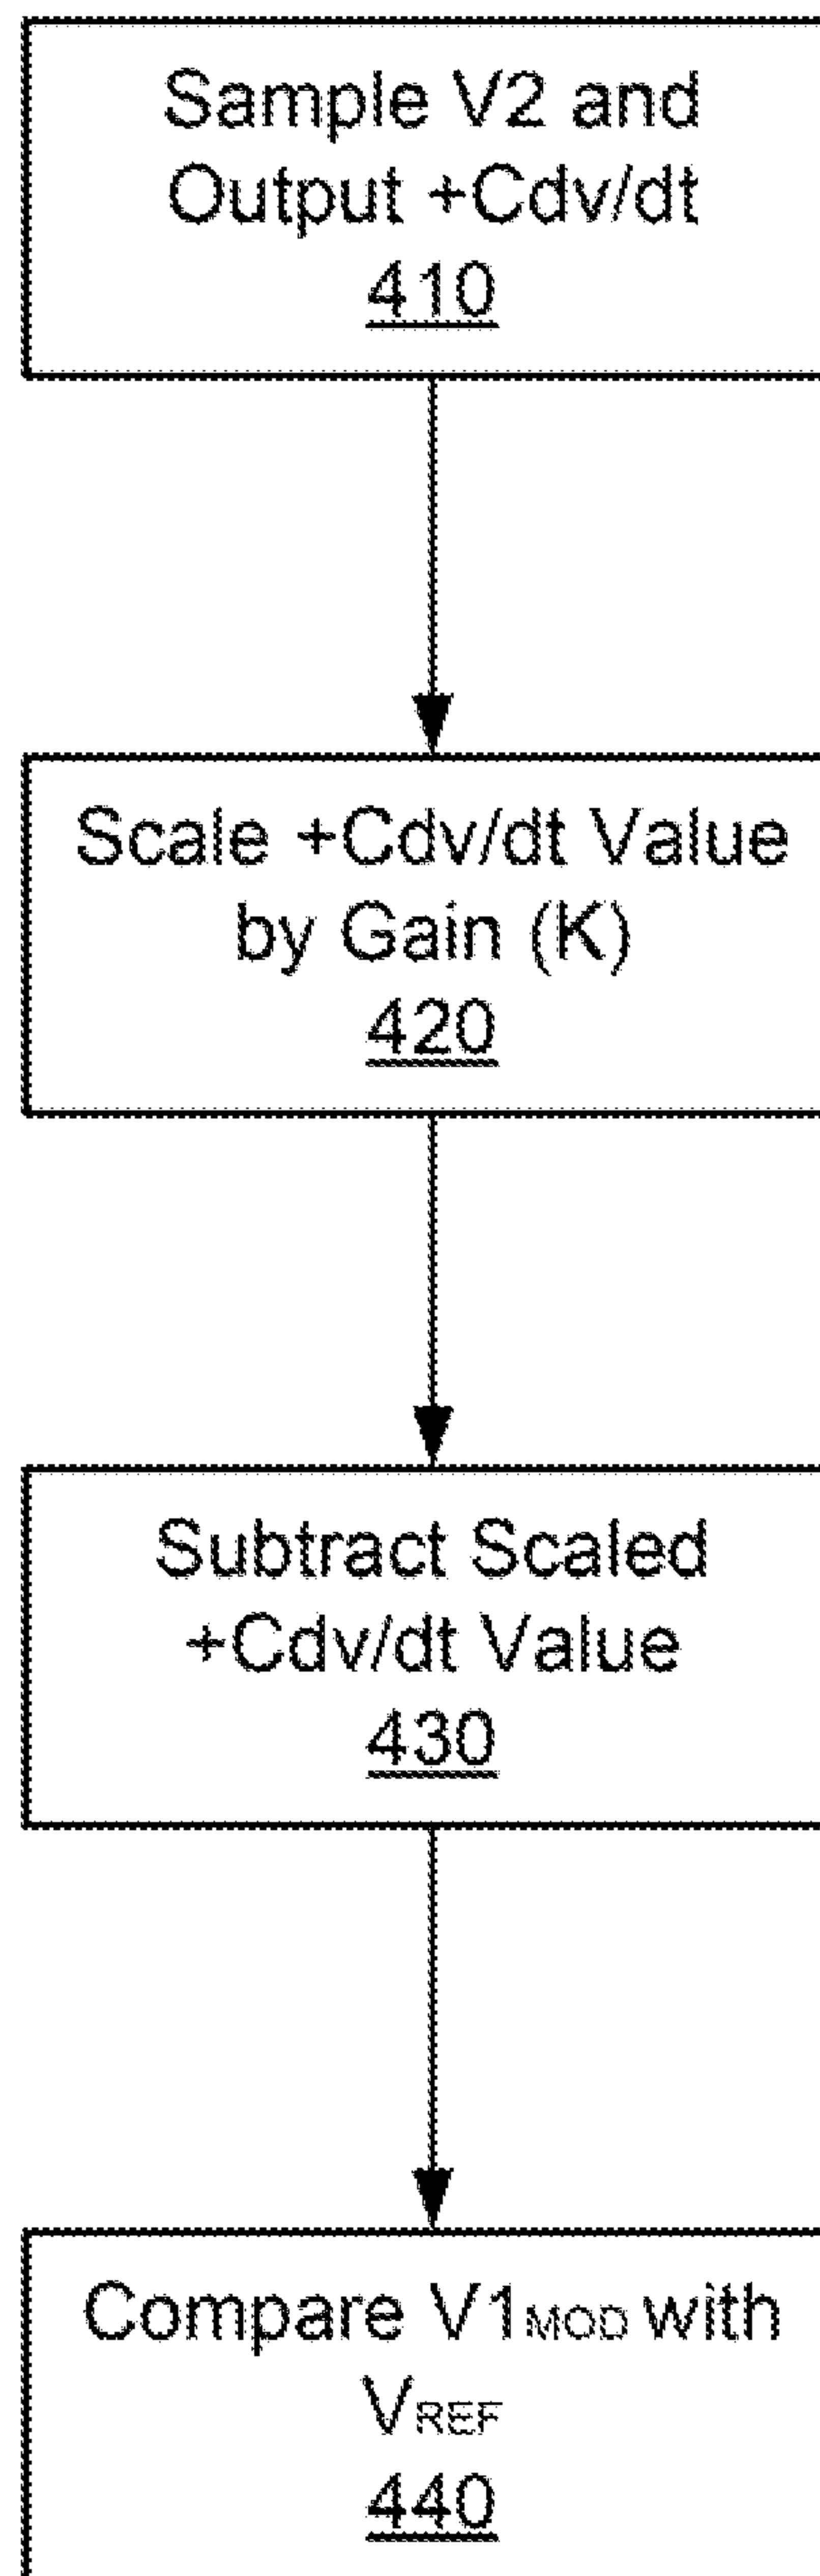 Sample V2 and
Output +Cdv/dt
410
Scale +Cdv/dt Value
by Gain (K)
420
Subtract Scaled
+Cdv/dt Value
430
Compare V1MOD with
VREF
440